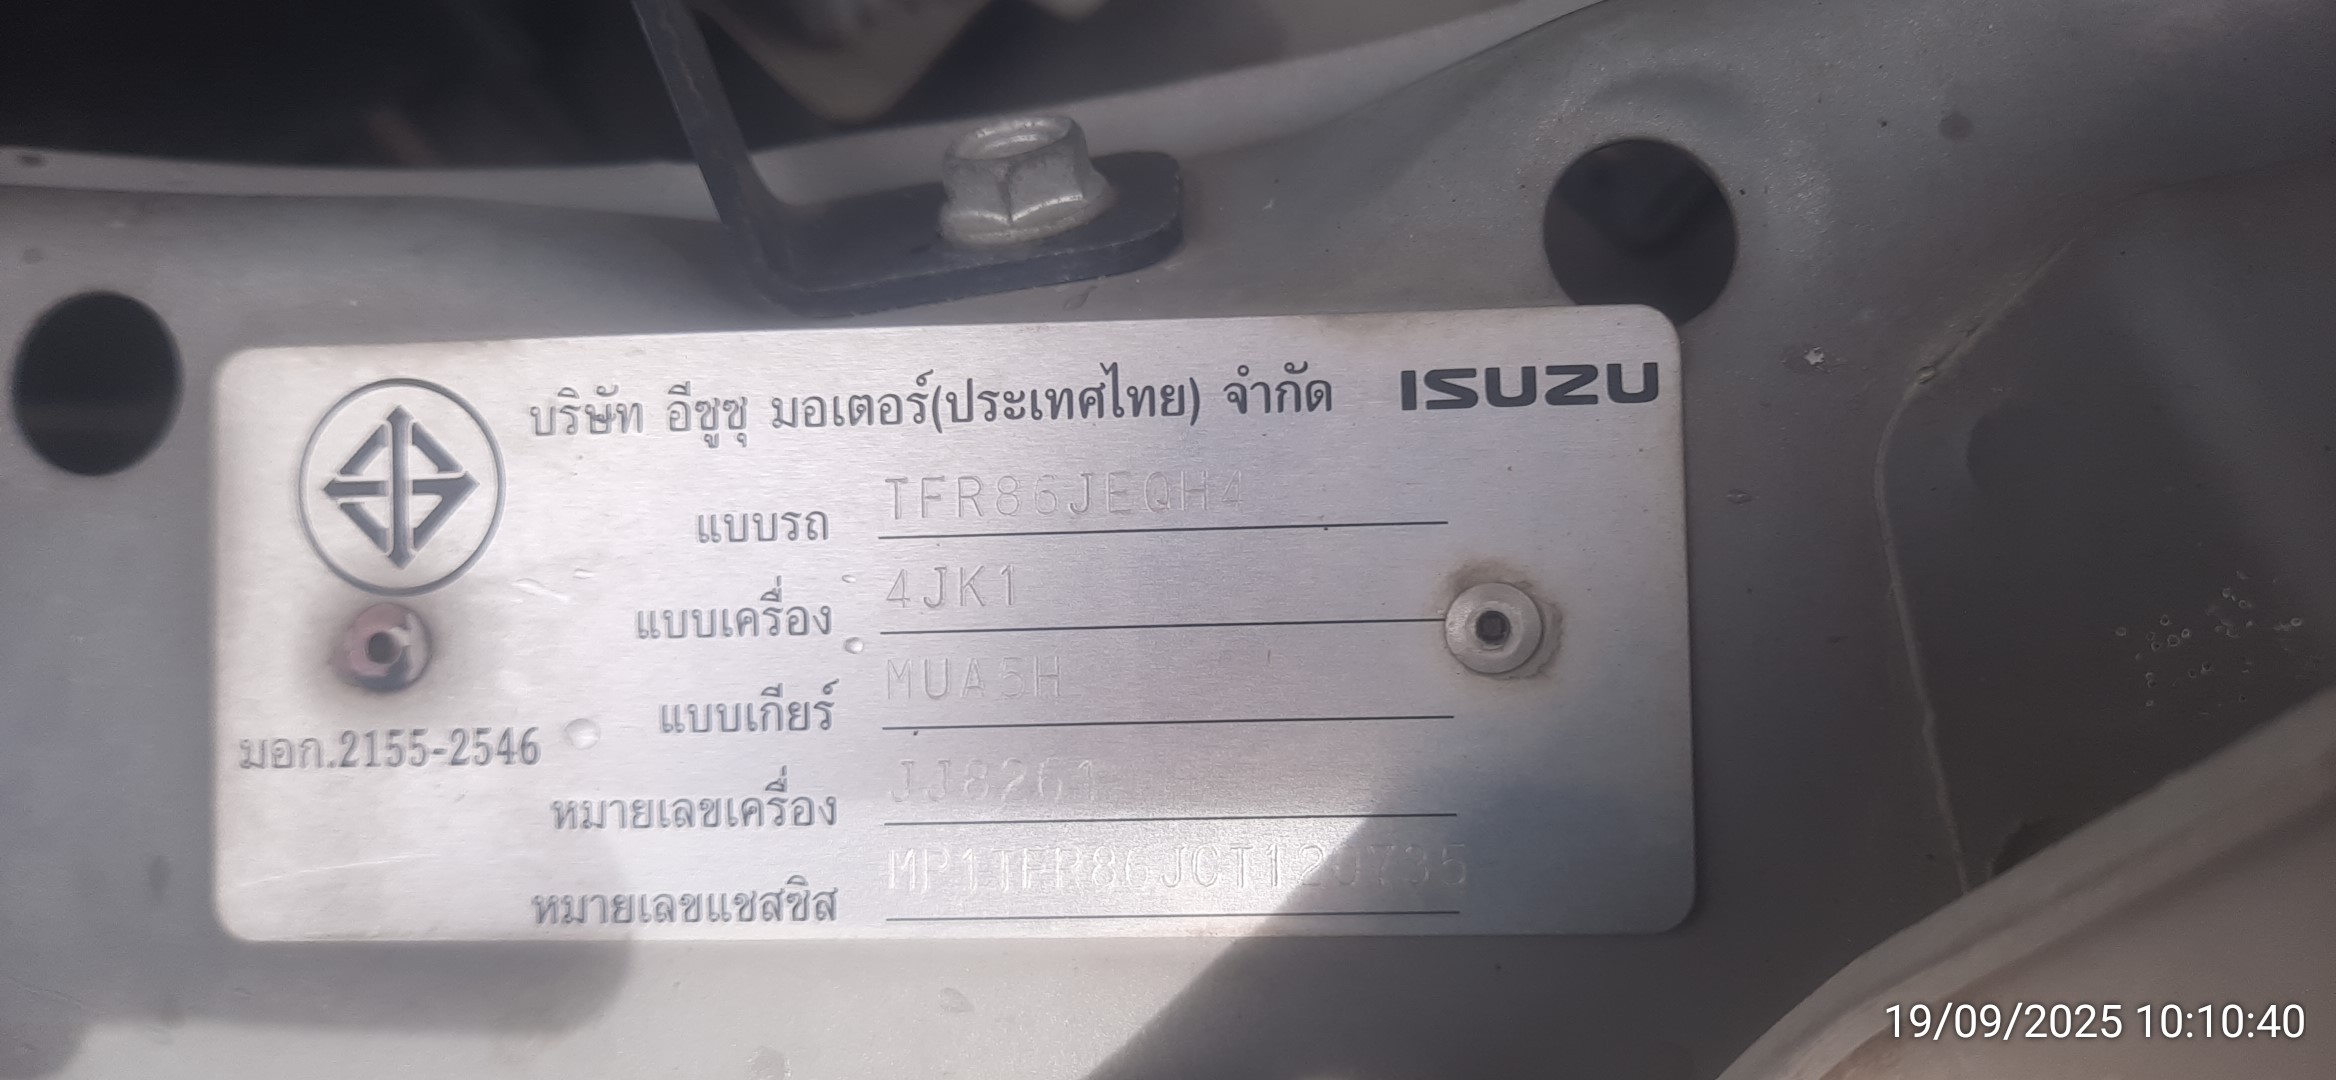 บริษัท อีซูซุ มอเตอร์(ประเทศไทย) จำกัด ISUZU
แบบรถ TFR86JEQH4
แบบเครื่อง 4JK1
แบบเกียร์ MUA5H
มอก.2155-2546
หมายเลขเครื่อง JJ8261
หมายเลขแชสซิส MP1TFR86JCT120735
19/09/2025 10:10:40